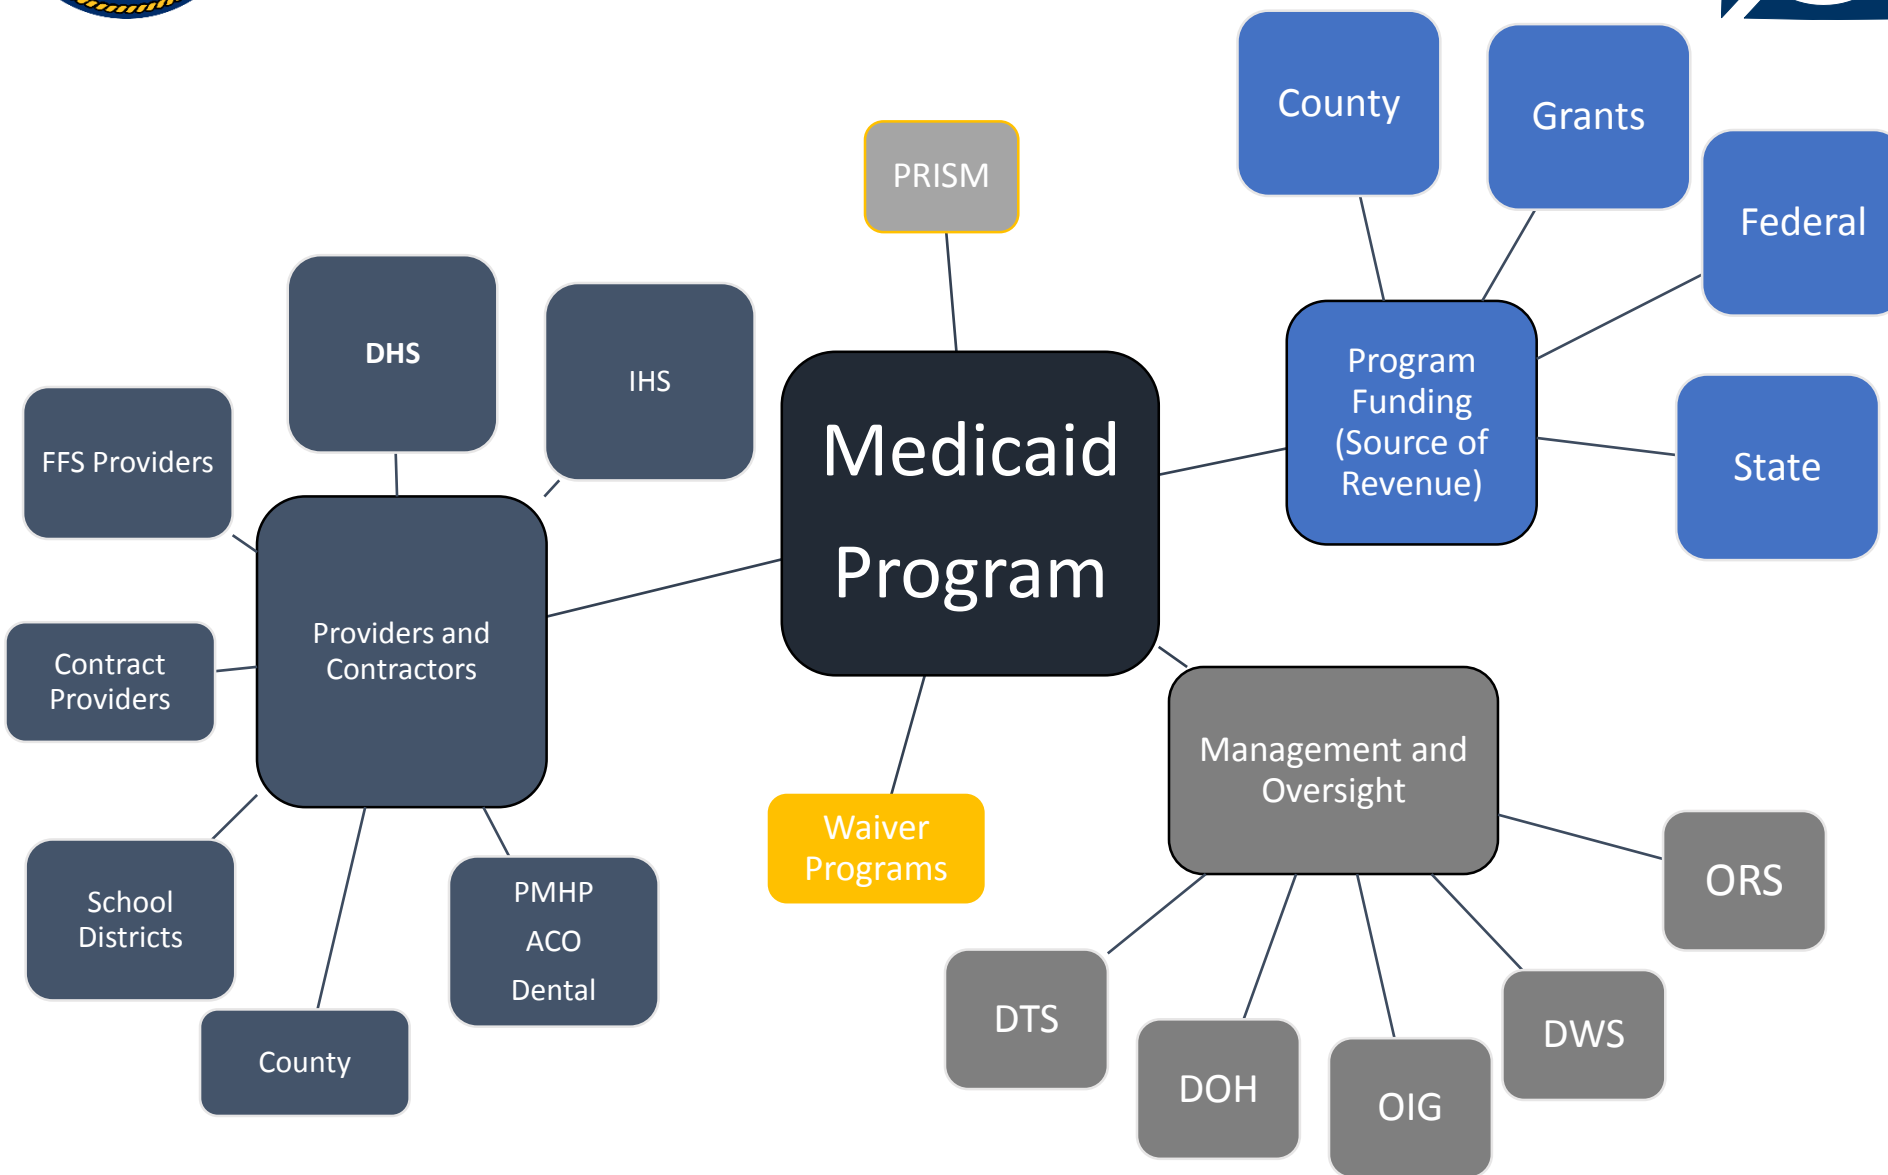 County
Grants
PRISM
Federal
DHS
IHS
Program
Funding
(Source of
Revenue)
Medicaid
Program
FFS Providers
State
Providers and
Contractors
Contract
Providers
Management and
Oversight
Waiver
Programs
ORS
School
Districts
PMHP
ACO
Dental
DTS
DWS
County
DOH
OIG